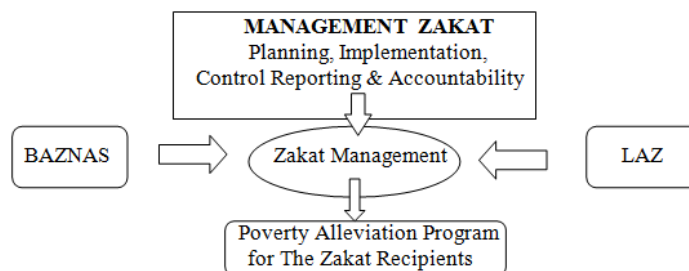 MANAGEMENT ZAKAT
Planning, Implementation,
Control Reporting & Accountability
BAZNAS
Zakat Management
LAZ
Poverty Alleviation Program
for The Zakat Recipients